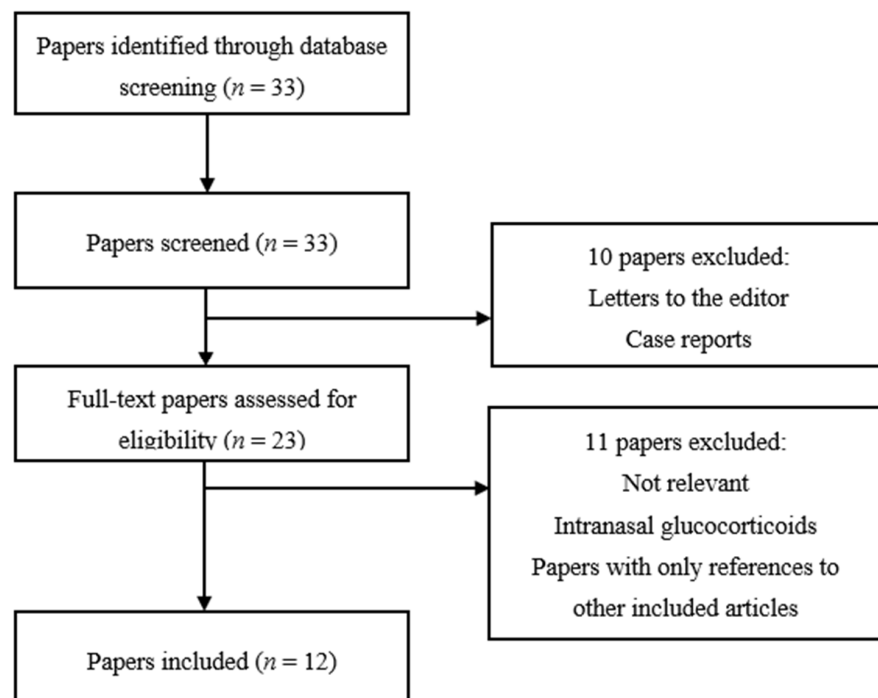 Papers identified through database
screening (n = 33)
Papers screened (n = 33)
10 papers excluded:
Letters to the editor
Case reports
Full-text papers assessed for
eligibility (n = 23)
11 papers excluded:
Not relevant
Intranasal glucocorticoids
Papers with only references to
other included articles
Papers included (n = 12)